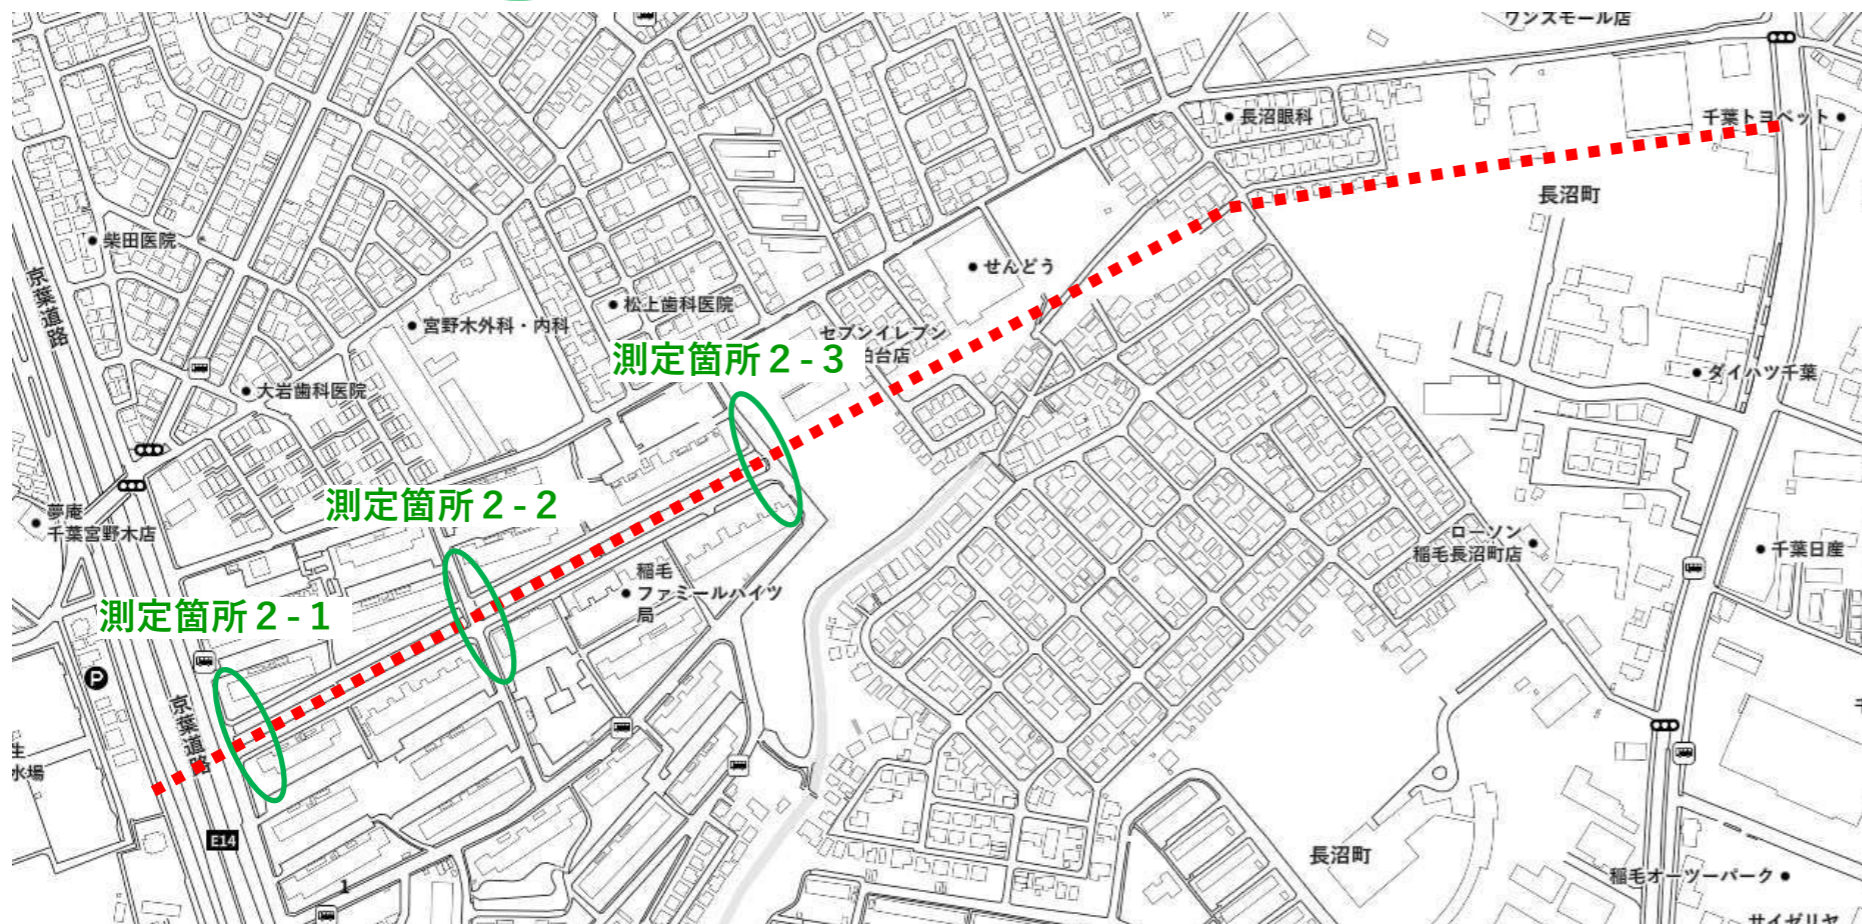 ワンズモール店
千葉トヨペット
長沼眼科
長沼町
柴田医院
せんどう
京葉道路
松上歯科医院
宮野木外科・内科
セブンイレブン
台店
測定箇所2-3
大岩歯科医院
ダイハツ千葉
測定箇所2-2
夢庵
千葉宮野木店
ローソン
稲毛長沼町店
千葉日産
稲毛
ファミールハイツ
局
測定箇所2-1
P
京葉道路
生
水場
E14
長沼町
1
稲毛オーツーパーク
サイゼリヤ